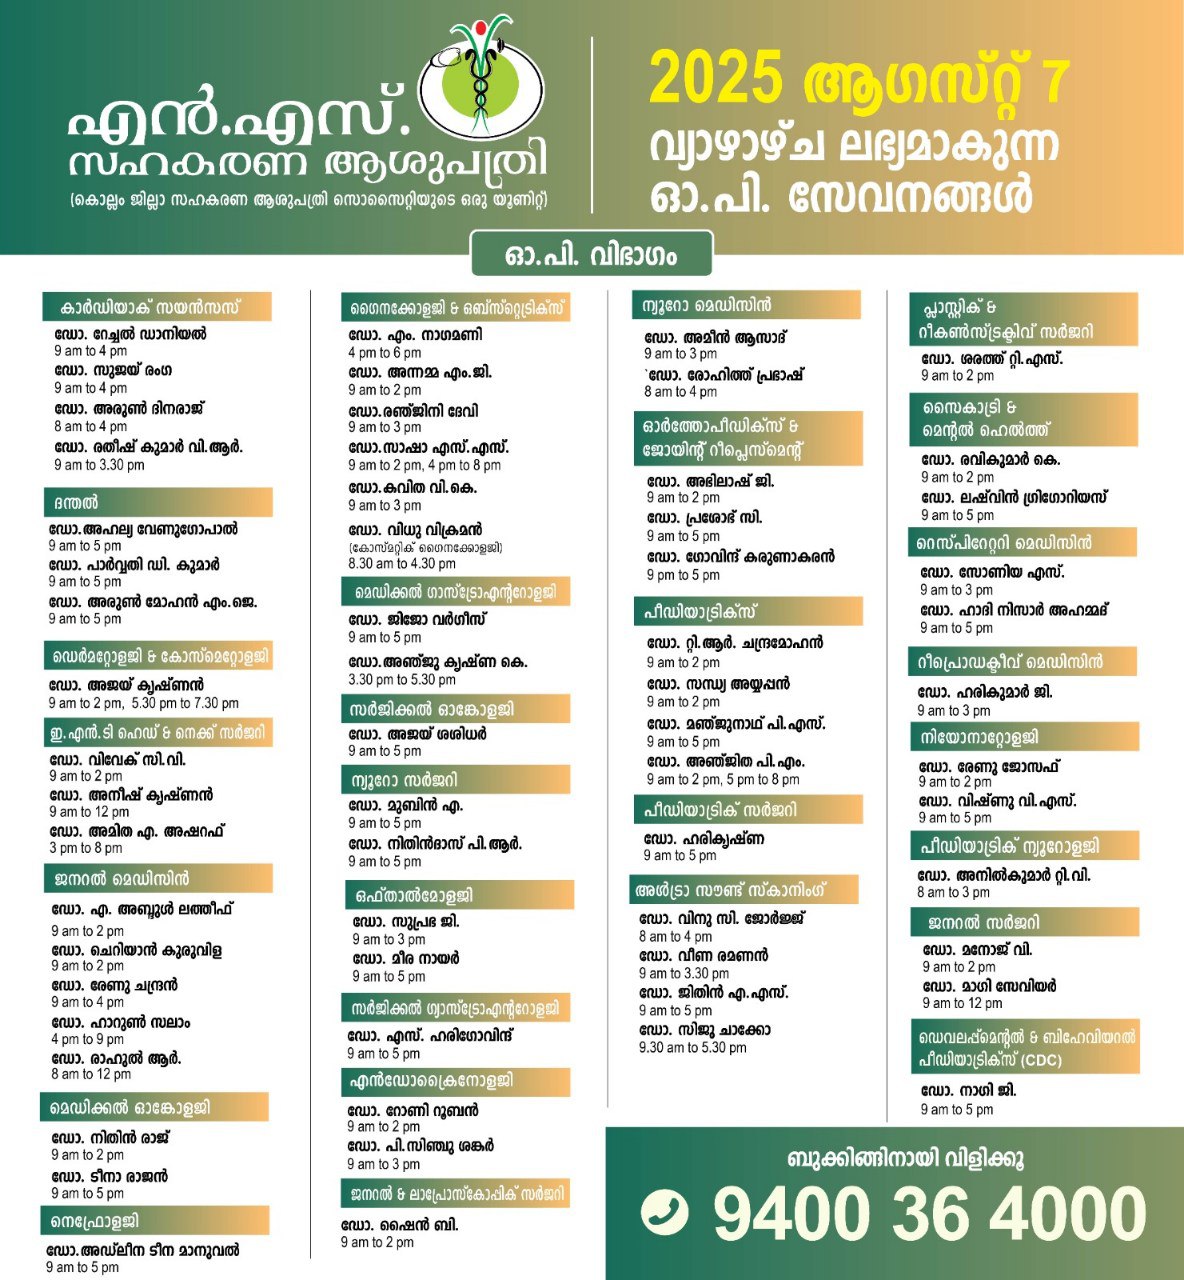 എൻ.എസ്.
സഹകരണ ആശുപത്രി
(കൊല്ലം ജില്ലാ സഹകരണ ആശുപത്രി സൊസൈറ്റിയുടെ ഒരു യൂണിറ്റ്)
2025 ആഗസ്റ്റ് 7
വ്യാഴാഴ്ച ലഭ്യമാകുന്ന
ഓ.പി. സേവനങ്ങൾ
ഓ.പി. വിഭാഗം
കാർഡിയാക് സയൻസസ്
ഡോ. റേച്ചൽ ഡാനിയൽ
9 am to 4 pm
ഡോ. സുജയ് രംഗ
9 am to 4 pm
ഡോ. അരുൺ ദിനരാജ്
8 am to 4 pm
ഡോ. രതീഷ് കുമാർ വി.ആർ.
9 am to 3.30 pm
ദന്തൽ
ഡോ.അഹല്യ വേണുഗോപാൽ
9 am to 5 pm
ഡോ. പാർവ്വതി ഡി. കുമാർ
9 am to 5 pm
ഡോ. അരുൺ മോഹൻ എം.ജെ.
9 am to 5 pm
ഡെർമറ്റോളജി & കോസ്മെറ്റോളജി
ഡോ. അജയ് കൃഷ്ണൻ
9 am to 2 pm, 5.30 pm to 7.30 pm
ഇ.എൻ.ടി ഹെഡ് & നെക്ക് സർജറി
ഡോ. വിവേക് സി.വി.
9 am to 2 pm
ഡോ. അനീഷ് കൃഷ്ണൻ
9 am to 12 pm
ഡോ. അമിത എ. അഷറഫ്
3 pm to 8 pm
ജനറൽ മെഡിസിൻ
ഡോ. എ. അബ്ദുൾ ലത്തീഫ്
9 am to 2 pm
ഡോ. ചെറിയാൻ കുരുവിള
9 am to 2 pm
ഡോ. രേണു ചന്ദ്രൻ
9 am to 4 pm
ഡോ. ഹാറുൺ സലാം
4 pm to 9 pm
ഡോ. രാഹുൽ ആർ.
8 am to 12 pm
മെഡിക്കൽ ഓങ്കോളജി
ഡോ. നിതിൻ രാജ്
9 am to 2 pm
ഡോ. ടീനാ രാജൻ
9 am to 5 pm
നെഫ്രോളജി
ഡോ.അഡ്‌ലീന ടീന മാനുവൽ
9 am to 5 pm
ഗൈനക്കോളജി & ഒബ്സ്റ്റെട്രിക്സ്
ഡോ. എം. നാഗമണി
4 pm to 6 pm
ഡോ. അന്നമ്മ എം.ജി.
9 am to 2 pm
ഡോ.രഞ്ജിനി ദേവി
9 am to 3 pm
ഡോ.സാഷാ എസ്.എസ്.
9 am to 2 pm, 4 pm to 8 pm
ഡോ.കവിത വി.കെ.
9 am to 3 pm
ഡോ. വിധു വിക്രമൻ
(കോസ്മറ്റിക് ഗൈനക്കോളജി)
8.30 am to 4.30 pm
മെഡിക്കൽ ഗാസ്ട്രോഎന്ററോളജി
ഡോ. ജിജോ വർഗീസ്
9 am to 5 pm
ഡോ.അഞ്ജു കൃഷ്ണ കെ.
3.30 pm to 5.30 pm
സർജിക്കൽ ഓങ്കോളജി
ഡോ. അജയ് ശശിധർ
9 am to 5 pm
ന്യൂറോ സർജറി
ഡോ. മുബിൻ എ.
9 am to 5 pm
ഡോ. നിതിൻദാസ് പി.ആർ.
9 am to 5 pm
ഒഫ്താൽമോളജി
ഡോ. സുപ്രഭ ജി.
9 am to 3 pm
ഡോ. മീര നായർ
9 am to 5 pm
സർജിക്കൽ ഗ്യാസ്ട്രോഎന്ററോളജി
ഡോ. എസ്. ഹരിഗോവിന്ദ്
9 am to 5 pm
എൻഡോക്രൈനോളജി
ഡോ. റോണി റൂബൻ
9 am to 2 pm
ഡോ. പി.സിഞ്ചു ശങ്കർ
9 am to 3 pm
ജനറൽ & ലാപ്രോസ്കോപ്പിക് സർജറി
ഡോ. ഷൈൻ ബി.
9 am to 2 pm
ന്യൂറോ മെഡിസിൻ
ഡോ. അമീൻ ആസാദ്
9 am to 3 pm
`ഡോ. രോഹിത്ത് പ്രഭാഷ്
8 am to 4 pm
ഓർത്തോപീഡിക്സ് &
ജോയിന്റ് റീപ്ലെസ്മെന്റ്
ഡോ. അഭിലാഷ് ജി.
9 am to 2 pm
ഡോ. പ്രശോഭ് സി.
9 am to 5 pm
ഡോ. ഗോവിന്ദ് കരുണാകരൻ
9 pm to 5 pm
പീഡിയാട്രിക്സ്
ഡോ. റ്റി.ആർ. ചന്ദ്രമോഹൻ
9 am to 2 pm
ഡോ. സന്ധ്യ അയ്യപ്പൻ
9 am to 2 pm
ഡോ. മഞ്ജുനാഥ് പി.എസ്.
9 am to 5 pm
ഡോ. അഞ്ജിത പി.എം.
9 am to 2 pm, 5 pm to 8 pm
പീഡിയാട്രിക് സർജറി
ഡോ. ഹരികൃഷ്ണ
9 am to 5 pm
അൾട്രാ സൗണ്ട് സ്കാനിംഗ്
ഡോ. വിനു സി. ജോർജ്ജ്
8 am to 4 pm
ഡോ. വീണ രമണൻ
9 am to 3.30 pm
ഡോ. ജിതിൻ എ.എസ്.
9 am to 5 pm
ഡോ. സിജൂ ചാക്കോ
9.30 am to 5.30 pm
പ്ലാസ്റ്റിക് &
റീകൺസ്ട്രക്ടീവ് സർജറി
ഡോ. ശരത്ത് റ്റി.എസ്.
9 am to 2 pm
സൈകാട്രി &
മെന്റൽ ഹെൽത്ത്
ഡോ. രവികുമാർ കെ.
9 am to 2 pm
ഡോ. ലഷ്‌വിൻ ഗ്രിഗോറിയസ്
9 am to 5 pm
റെസ്പിറേറ്ററി മെഡിസിൻ
ഡോ. സോണിയ എസ്.
9 am to 3 pm
ഡോ. ഹാദി നിസാർ അഹമ്മദ്
9 am to 5 pm
റീപ്രൊഡക്ടീവ് മെഡിസിൻ
ഡോ. ഹരികുമാർ ജി.
9 am to 3 pm
നിയോനാറ്റോളജി
ഡോ. രേണു ജോസഫ്
9 am to 2 pm
ഡോ. വിഷ്ണു വി.എസ്.
9 am to 5 pm
പീഡിയാട്രിക് ന്യൂറോളജി
ഡോ. അനിൽകുമാർ റ്റി.വി.
8 am to 3 pm
ജനറൽ സർജറി
ഡോ. മനോജ് വി.
9 am to 2 pm
ഡോ. മാഗി സേവിയർ
9 am to 12 pm
ഡെവലപ്പ്മെന്റൽ & ബിഹേവിയറൽ
പീഡിയാട്രിക്സ് (CDC)
ഡോ. നാഗി ജി.
9 am to 5 pm
ബുക്കിങ്ങിനായി വിളിക്കൂ
9400 36 4000